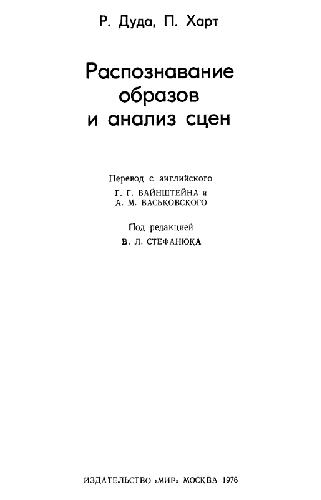 Р. Дуда, П. Харт
Распознавание
образов
и анализ сцен
Перевод с английского
Г. Г. ВАЙНШТЕЙНА и
А. М. ВАСЬКОВСКОГО
Под редакцией
В. Л. СТЕФАНЮКА
ИЗДАТЕЛЬСТВО «МИР» МОСКВА 1976